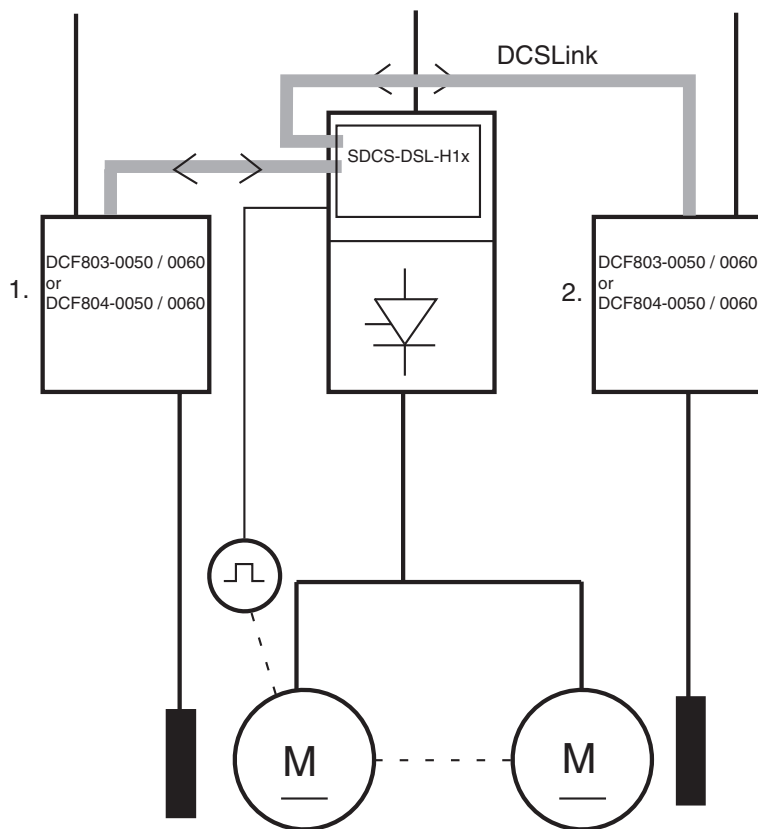 DCSLink
SDCS-DSL-H1x
1.
DCF803-0050 / 0060
or
DCF804-0050 / 0060
2.
DCF803-0050 / 0060
or
DCF804-0050 / 0060
M
M